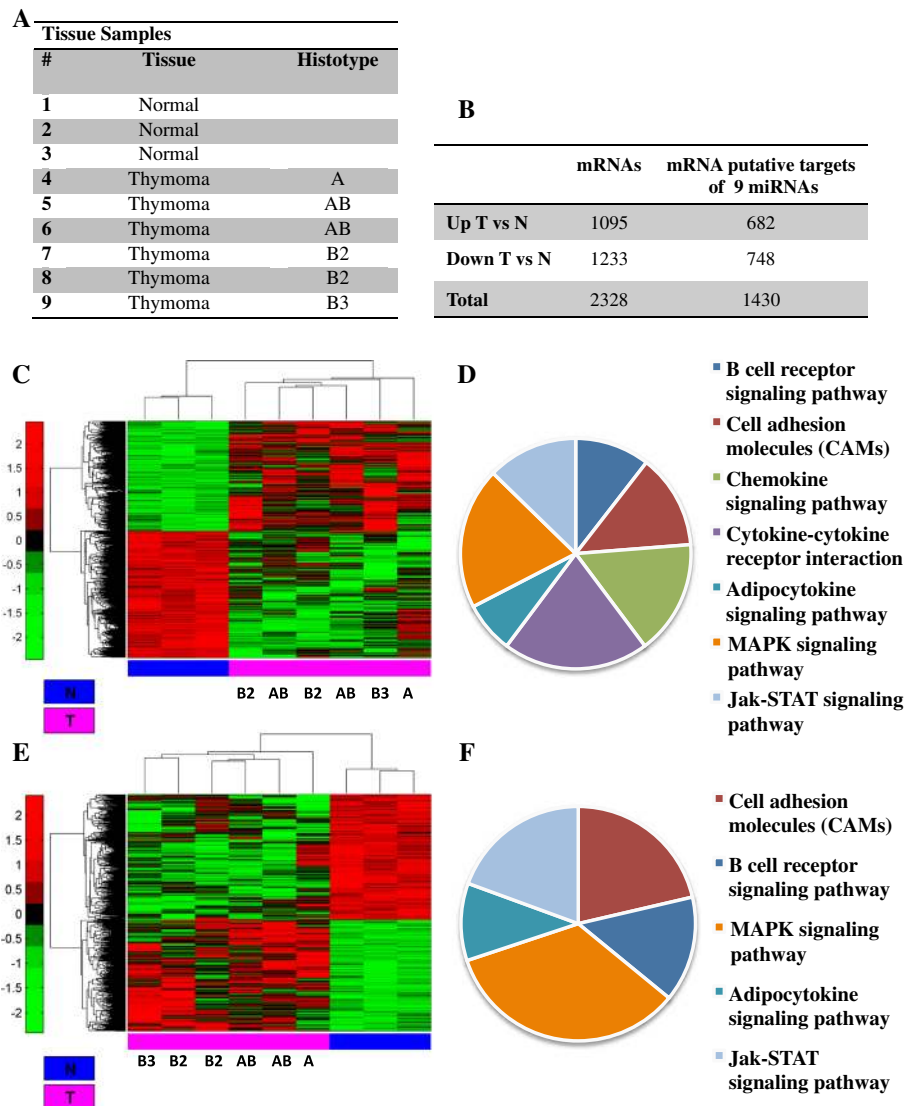 A
Tissue Samples
# Tissue Histotype
1 Normal
2 Normal
3 Normal
4 Thymoma A
5 Thymoma AB
6 Thymoma AB
7 Thymoma B2
8 Thymoma B2
9 Thymoma B3
B
mRNAs mRNA putative targets
of 9 miRNAs
Up T vs N 1095 682
Down T vs N 1233 748
Total 2328 1430
C
2
1.5
1
0.5
0
-0.5
-1
-1.5
-2
N
T
B2 AB B2 AB B3 A
D
B cell receptor
signaling pathway
Cell adhesion
molecules (CAMs)
Chemokine
signaling pathway
Cytokine-cytokine
receptor interaction
Adipocytokine
signaling pathway
MAPK signaling
pathway
Jak-STAT signaling
pathway
E
2
1.5
1
0.5
0
-0.5
-1
-1.5
-2
N
T
B3 B2 B2 AB AB A
F
Cell adhesion
molecules (CAMs)
B cell receptor
signaling pathway
MAPK signaling
pathway
Adipocytokine
signaling pathway
Jak-STAT
signaling pathway